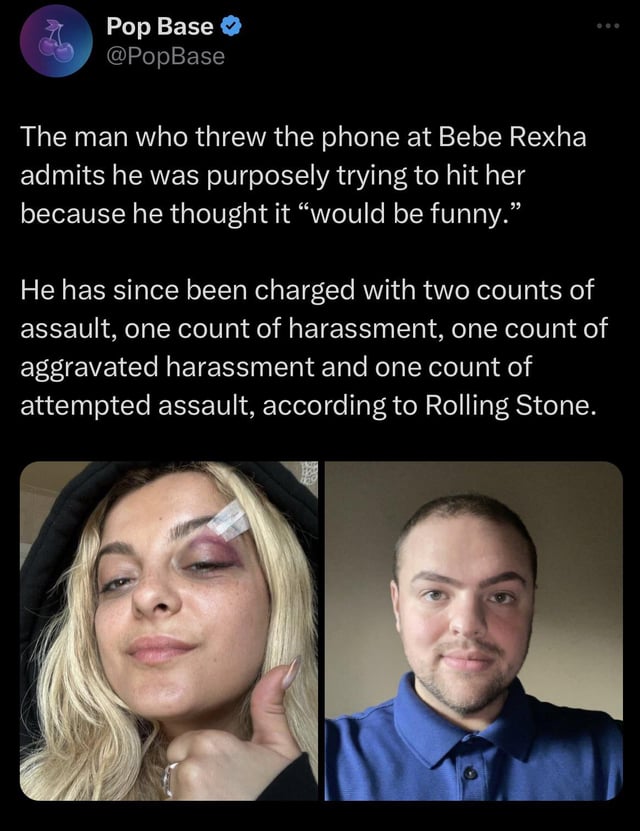 Pop Base
@PopBase
The man who threw the phone at Bebe Rexha
admits he was purposely trying to hit her
because he thought it “would be funny.”
He has since been charged with two counts of
assault, one count of harassment, one count of
aggravated harassment and one count of
attempted assault, according to Rolling Stone.